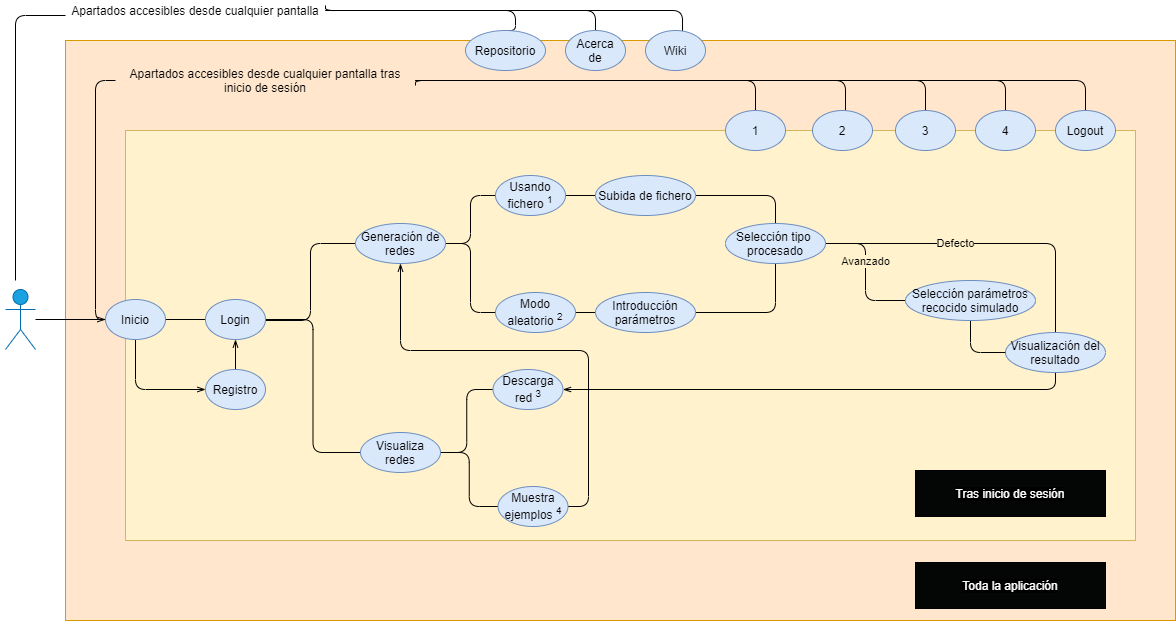 Apartados accesibles desde cualquier pantalla
Repositorio
Acerca
de
Wiki
Apartados accesibles desde cualquier pantalla tras
inicio de sesión
1
2
3
4
Logout
Usando
fichero 1
Subida de fichero
Generación de
redes
Selección tipo
procesado
Defecto
Avanzado
Modo
aleatorio 2
Introducción
parámetros
Selección parámetros
recocido simulado
Inicio
Login
Visualización del
resultado
Registro
Descarga
red 3
Visualiza
redes
Muestra
ejemplos 4
Tras inicio de sesión
Toda la aplicación